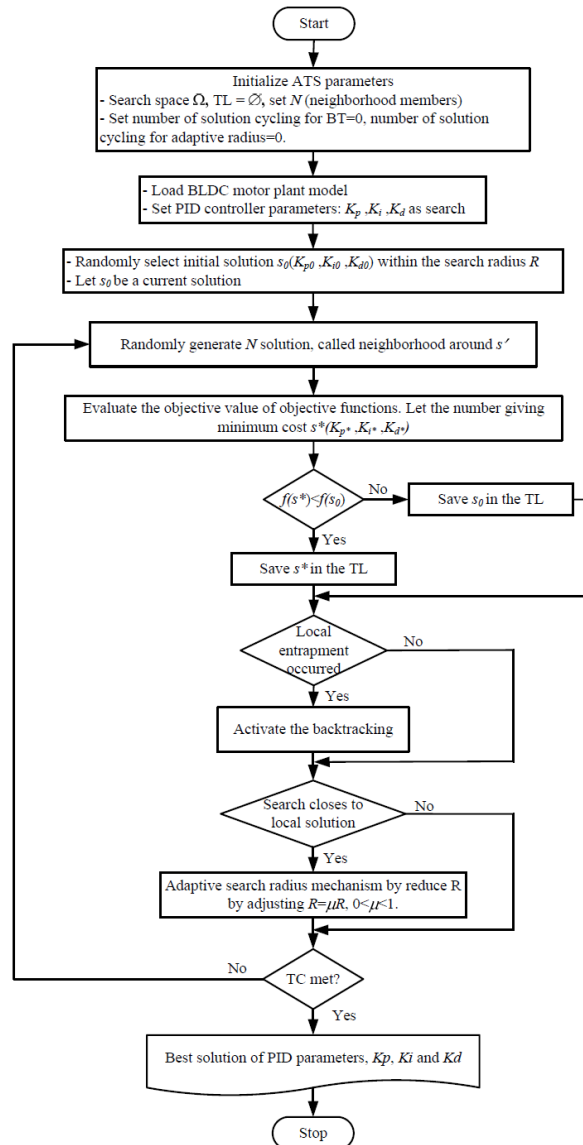 Start
Initialize ATS parameters
- Search space Ω, TL = ∅, set N (neighborhood members)
- Set number of solution cycling for BT=0, number of solution
cycling for adaptive radius=0.
- Load BLDC motor plant model
- Set PID controller parameters: Kp ,Ki ,Kd as search
- Randomly select initial solution s0(Kp0 ,Ki0 ,Kd0) within the search radius R
- Let s0 be a current solution
Randomly generate N solution, called neighborhood around s′
Evaluate the objective value of objective functions. Let the number giving
minimum cost s*(Kp* ,Ki* ,Kd*)
f(s*)<f(s0)
No
Save s0 in the TL
Yes
Save s* in the TL
Local
entrapment
occurred
No
Yes
Activate the backtracking
Search closes to
local solution
No
Yes
Adaptive search radius mechanism by reduce R
by adjusting R=μR, 0<μ<1.
No
TC met?
Yes
Best solution of PID parameters, Kp, Ki and Kd
Stop